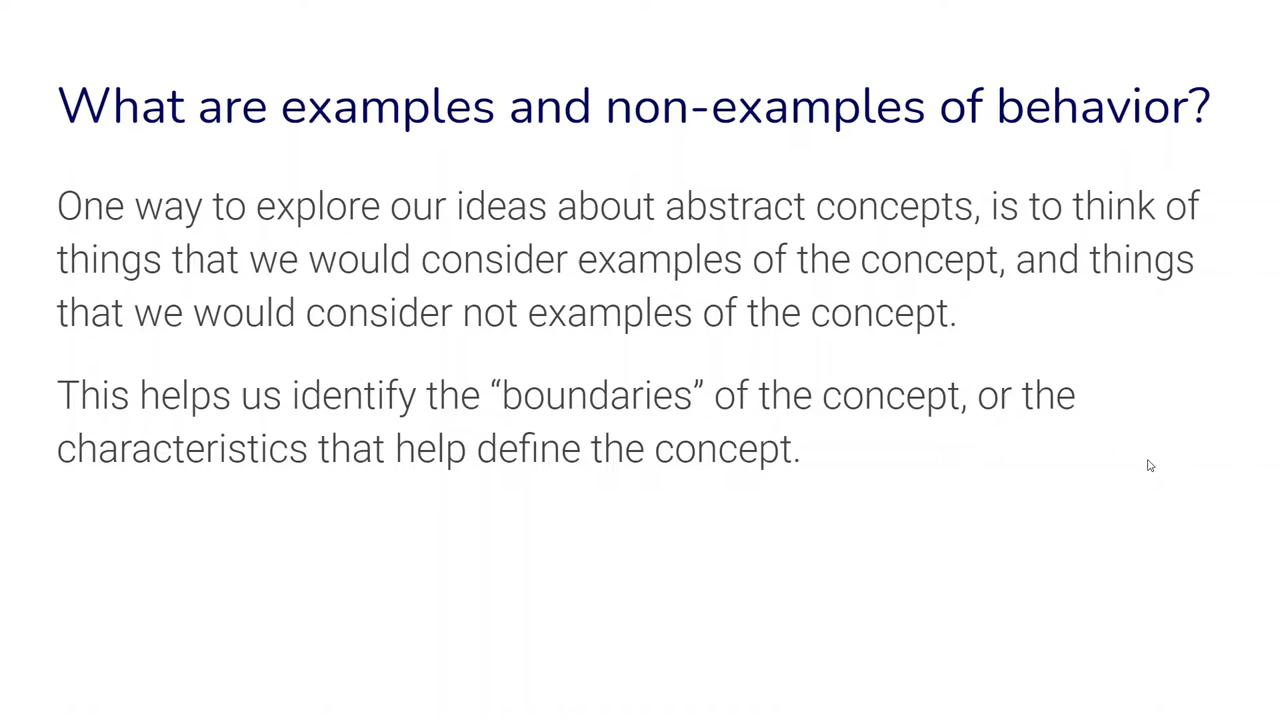 What are examples and non-examples of behavior?
One way to explore our ideas about abstract concepts, is to think of
things that we would consider examples of the concept, and things
that we would consider not examples of the concept.
This helps us identify the “boundaries” of the concept, or the
characteristics that help define the concept.